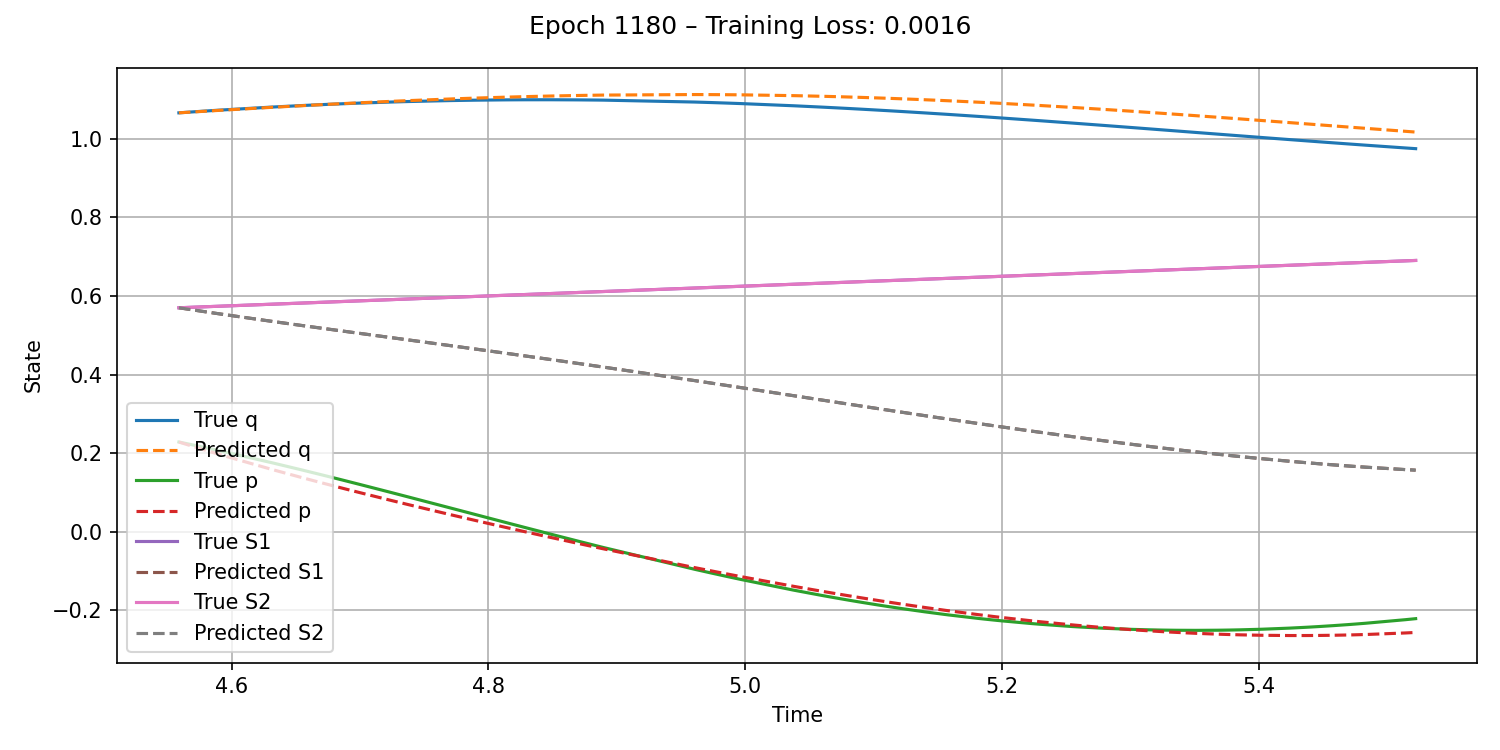 Epoch 1180 – Training Loss: 0.0016
1.0
0.8
0.6
0.4
0.2
0.0
−0.2
State
True q
Predicted q
True p
Predicted p
True S1
Predicted S1
True S2
Predicted S2
4.6 4.8 5.0 5.2 5.4
Time